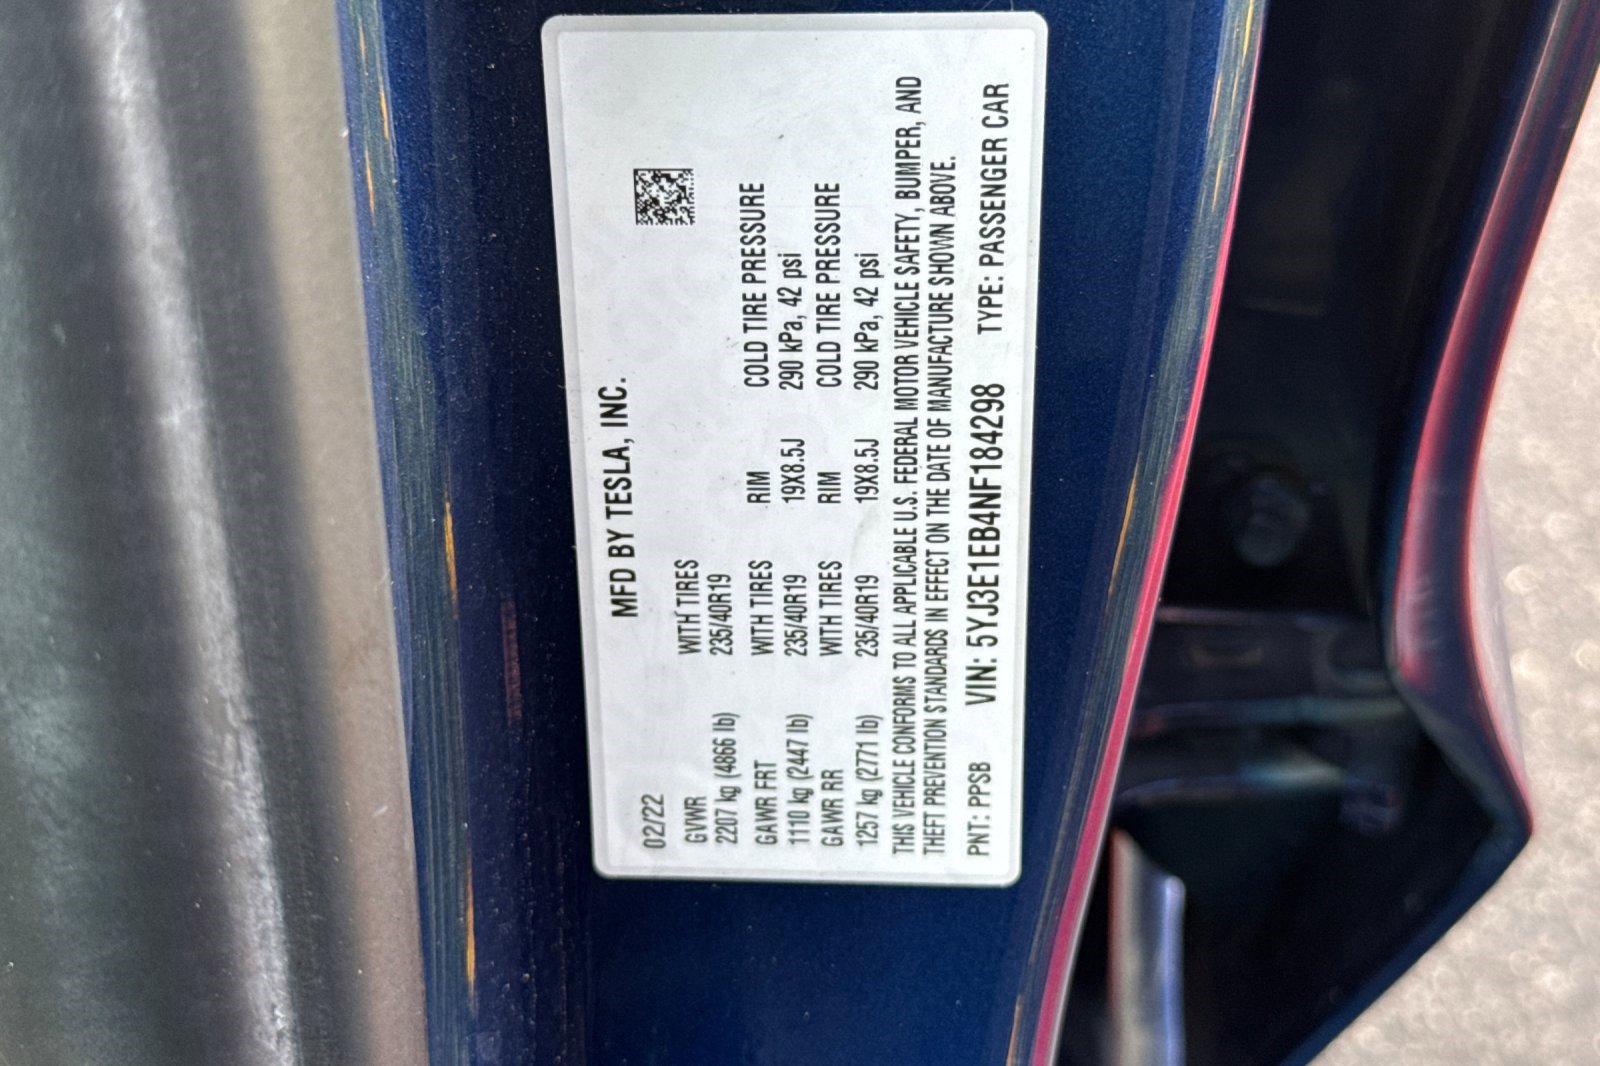 MFD BY TESLA, INC.
02/22
GVWR WITH TIRES
2207 kg (4866 lb) 235/40R19
GAWR FRT WITH TIRES RIM COLD TIRE PRESSURE
1110 kg (2447 lb) 235/40R19 19X8.5J 290 kPa, 42 psi
GAWR RR WITH TIRES RIM COLD TIRE PRESSURE
1257 kg (2771 lb) 235/40R19 19X8.5J 290 kPa, 42 psi
THIS VEHICLE CONFORMS TO ALL APPLICABLE U.S. FEDERAL MOTOR VEHICLE SAFETY, BUMPER, AND
THEFT PREVENTION STANDARDS IN EFFECT ON THE DATE OF MANUFACTURE SHOWN ABOVE.
PNT: PPSB VIN: 5YJ3E1EB4NF184298 TYPE: PASSENGER CAR